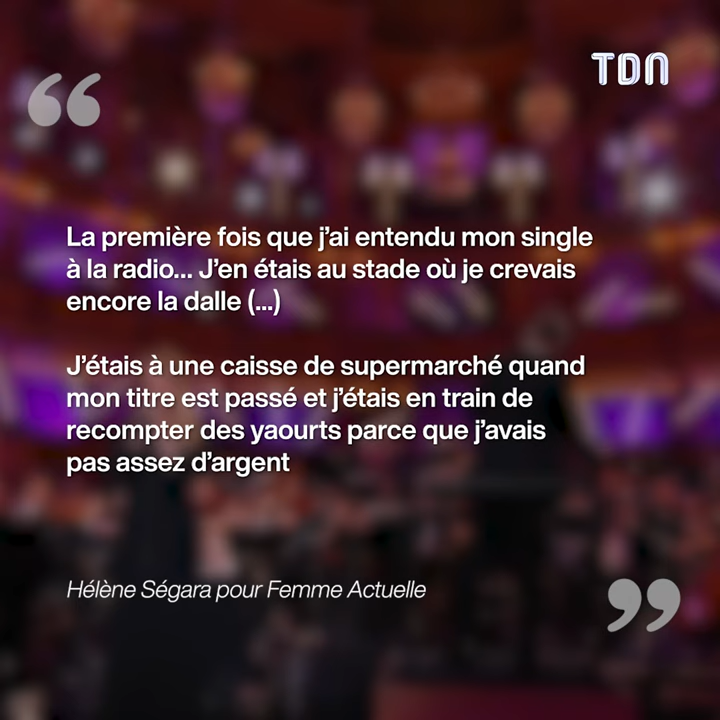 TDN
“
La première fois que j’ai entendu mon single
à la radio... J’en étais au stade où je crevais
encore la dalle (...)
J’étais à une caisse de supermarché quand
mon titre est passé et j’étais en train de
recompter des yaourts parce que j’avais
pas assez d’argent
Hélène Ségara pour Femme Actuelle
”